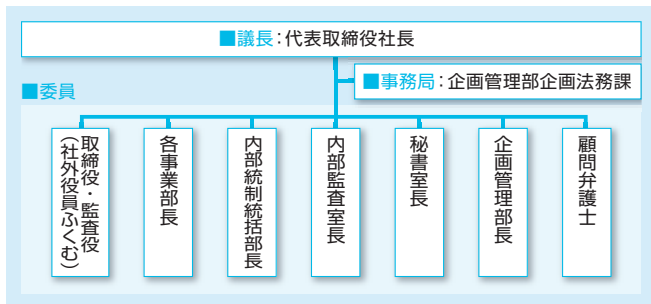 ■議長：代表取締役社長
■事務局：企画管理部企画法務課
■委員
取締役・監査役
（社外役員ふくむ）
各事業部長
内部統制統括部長
内部監査室長
秘書室長
企画管理部長
顧問弁護士